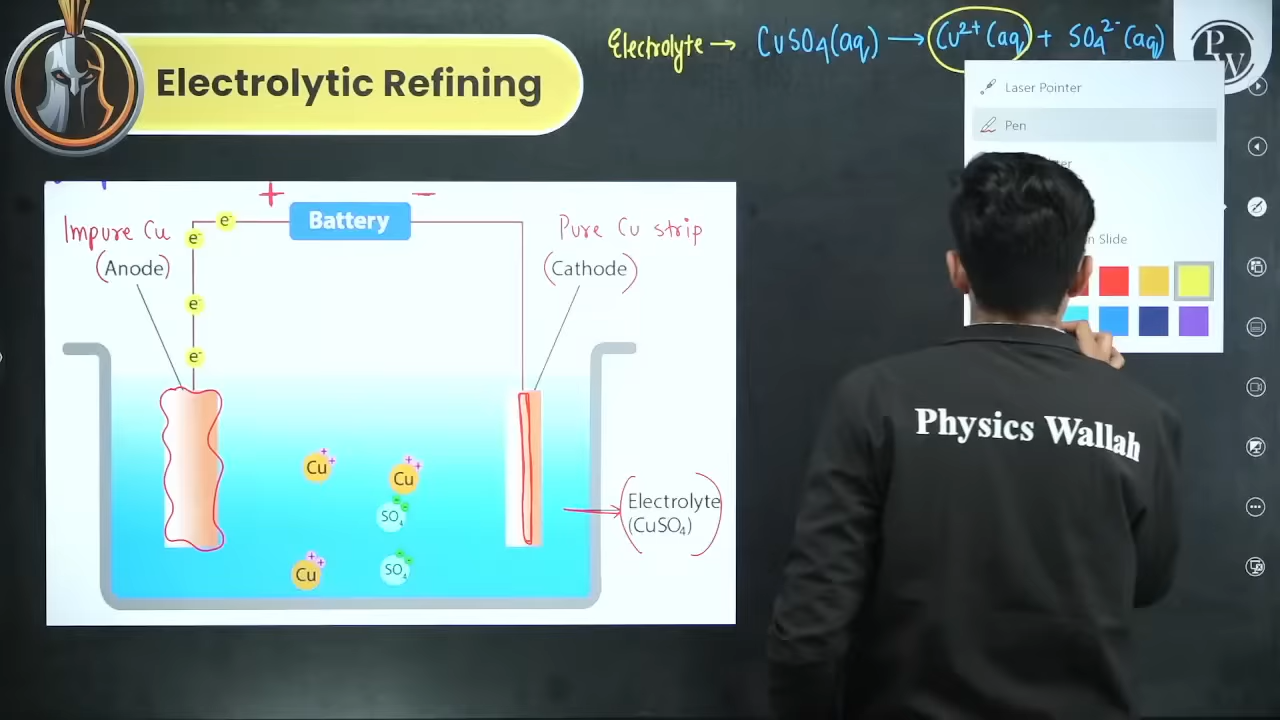 Electrolyte → CuSO4(aq) → Cu²⁺(aq) + SO4²⁻(aq)
PW
Electrolytic Refining
Laser Pointer
Pen
+ −
Battery
Impure Cu
(Anode)
Pure Cu strip
(Cathode)
e⁻
e⁻
e⁻
e⁻
n Slide
Physics Wallah
Cu++
Cu++
SO₄--
Electrolyte
(CuSO₄)
Cu++
SO₄-